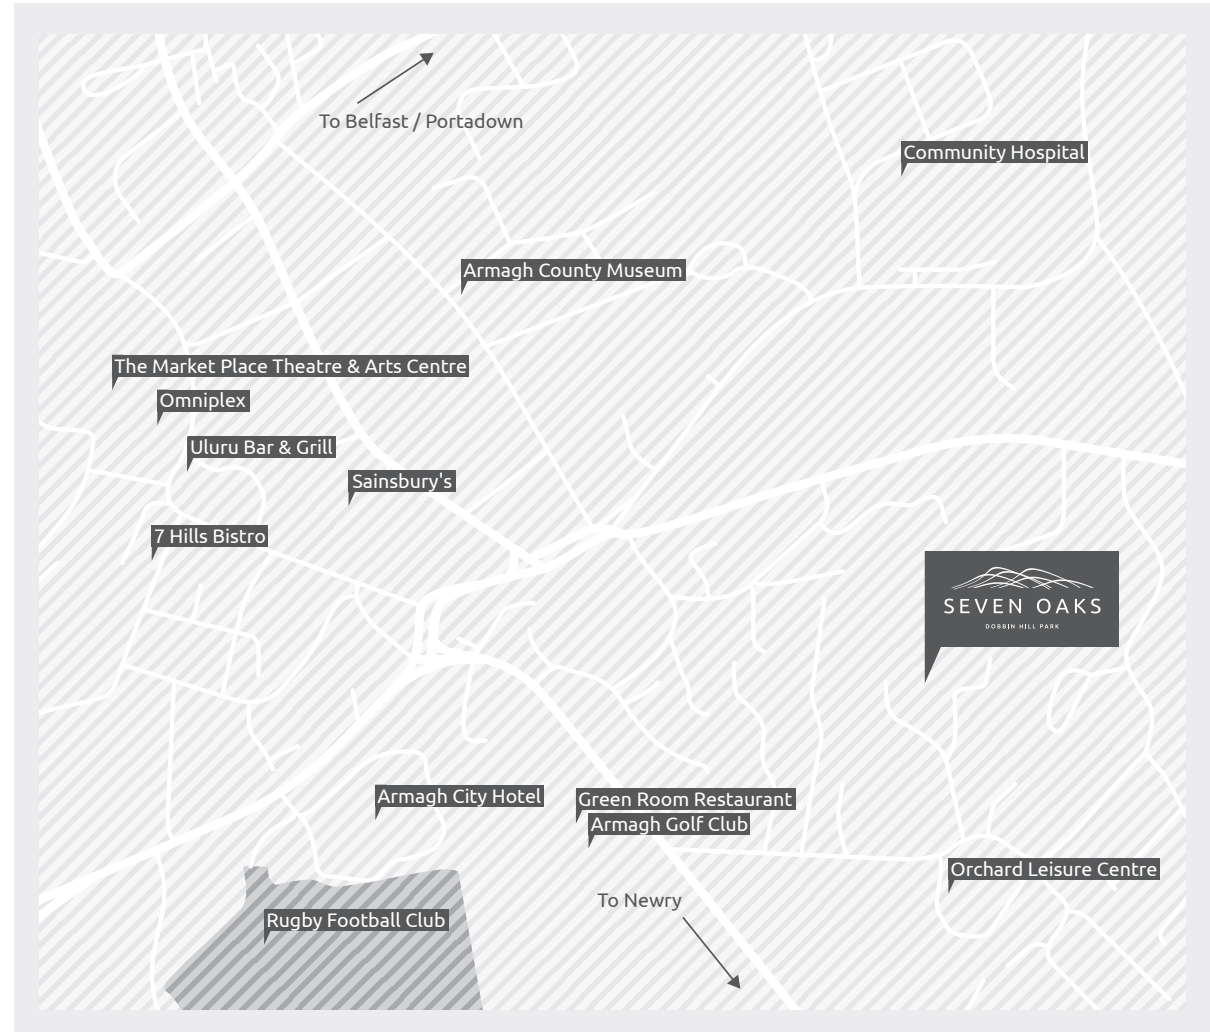 To Belfast / Portadown
Community Hospital
Armagh County Museum
The Market Place Theatre & Arts Centre
Omniplex
Uluru Bar & Grill
Sainsbury's
7 Hills Bistro
SEVEN OAKS
DOBBIN HILL PARK
Armagh City Hotel
Green Room Restaurant
Armagh Golf Club
Orchard Leisure Centre
To Newry
Rugby Football Club